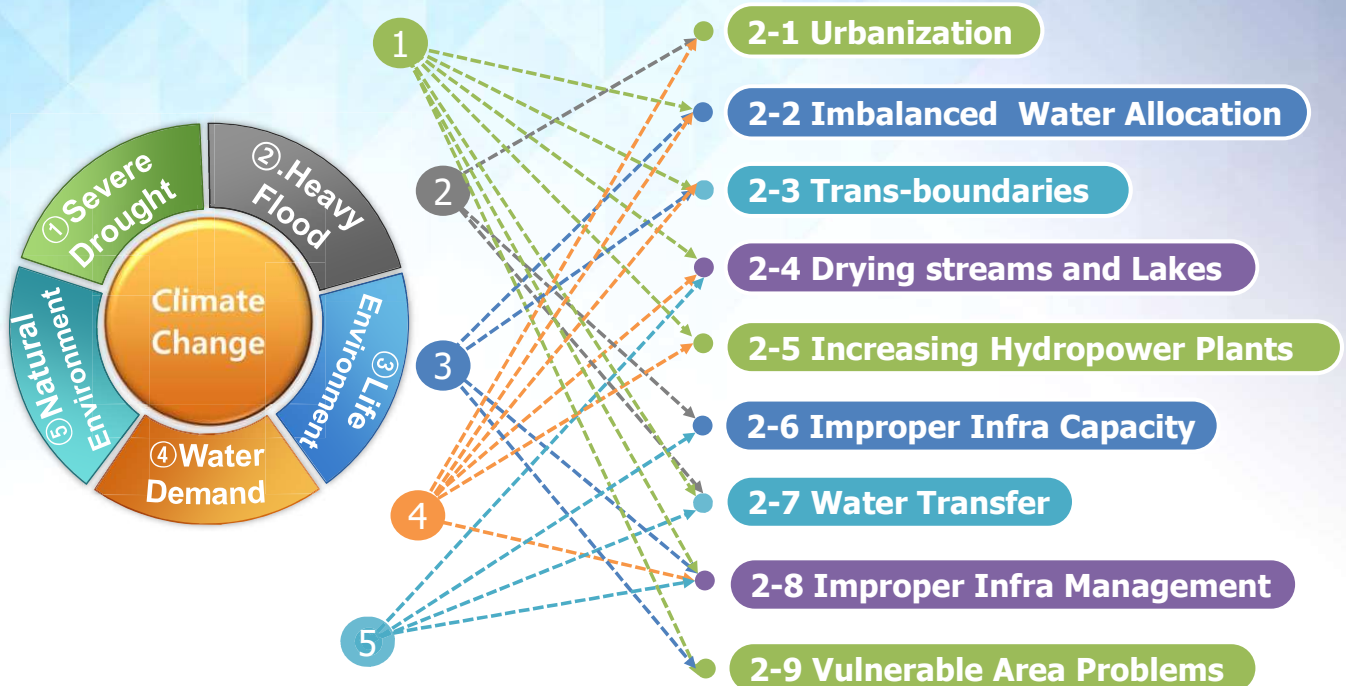 ①Severe
Drought
②.Heavy
Flood
③Life
Environment
④Water
Demand
⑤Natural
Environment
Climate
Change
1
2
3
4
5
2-1 Urbanization
2-2 Imbalanced  Water Allocation
2-3 Trans-boundaries
2-4 Drying streams and Lakes
2-5 Increasing Hydropower Plants
2-6 Improper Infra Capacity
2-7 Water Transfer
2-8 Improper Infra Management
2-9 Vulnerable Area Problems